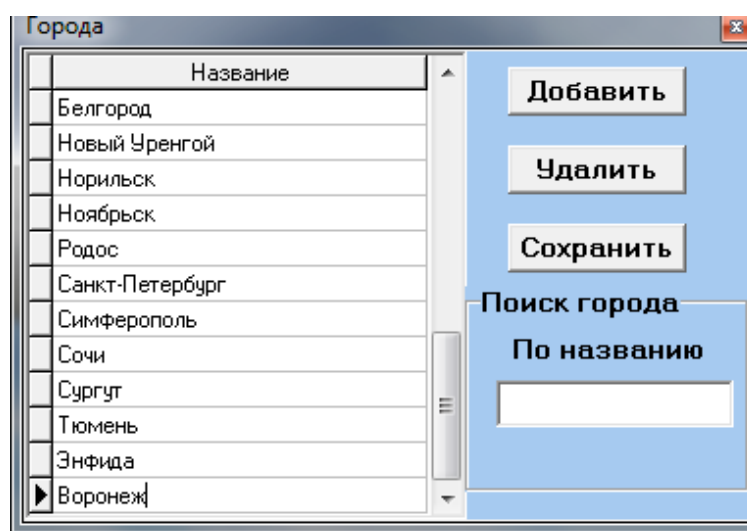 Города
Название
Белгород
Новый Уренгой
Норильск
Ноябрьск
Родос
Санкт-Петербург
Симферополь
Сочи
Сургут
Тюмень
Энфида
Воронеж
Добавить
Удалить
Сохранить
Поиск города
По названию